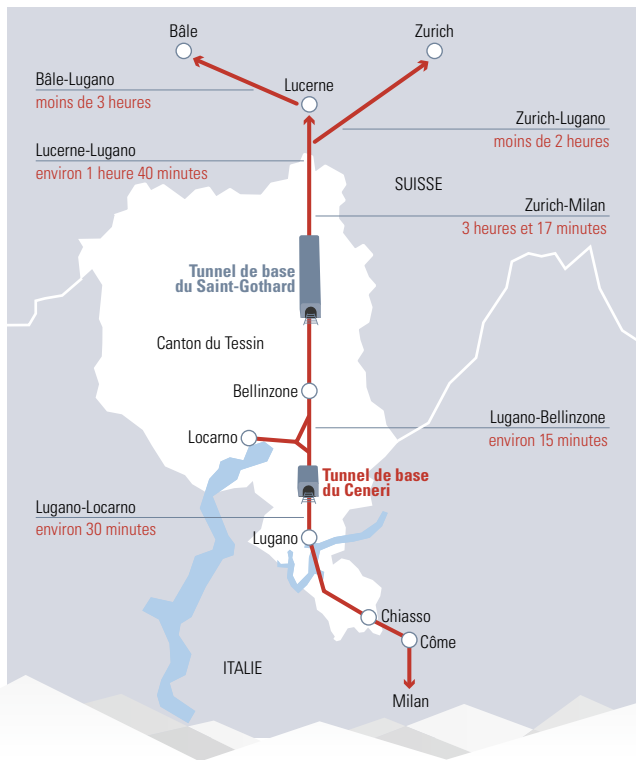 Bâle
Zurich
Bâle-Lugano
moins de 3 heures
Lucerne
Zurich-Lugano
moins de 2 heures
Lucerne-Lugano
environ 1 heure 40 minutes
SUISSE
Zurich-Milan
3 heures et 17 minutes
Tunnel de base
du Saint-Gothard
Canton du Tessin
Bellinzone
Lugano-Bellinzone
environ 15 minutes
Locarno
Tunnel de base
du Ceneri
Lugano-Locarno
environ 30 minutes
Lugano
Chiasso
Côme
ITALIE
Milan